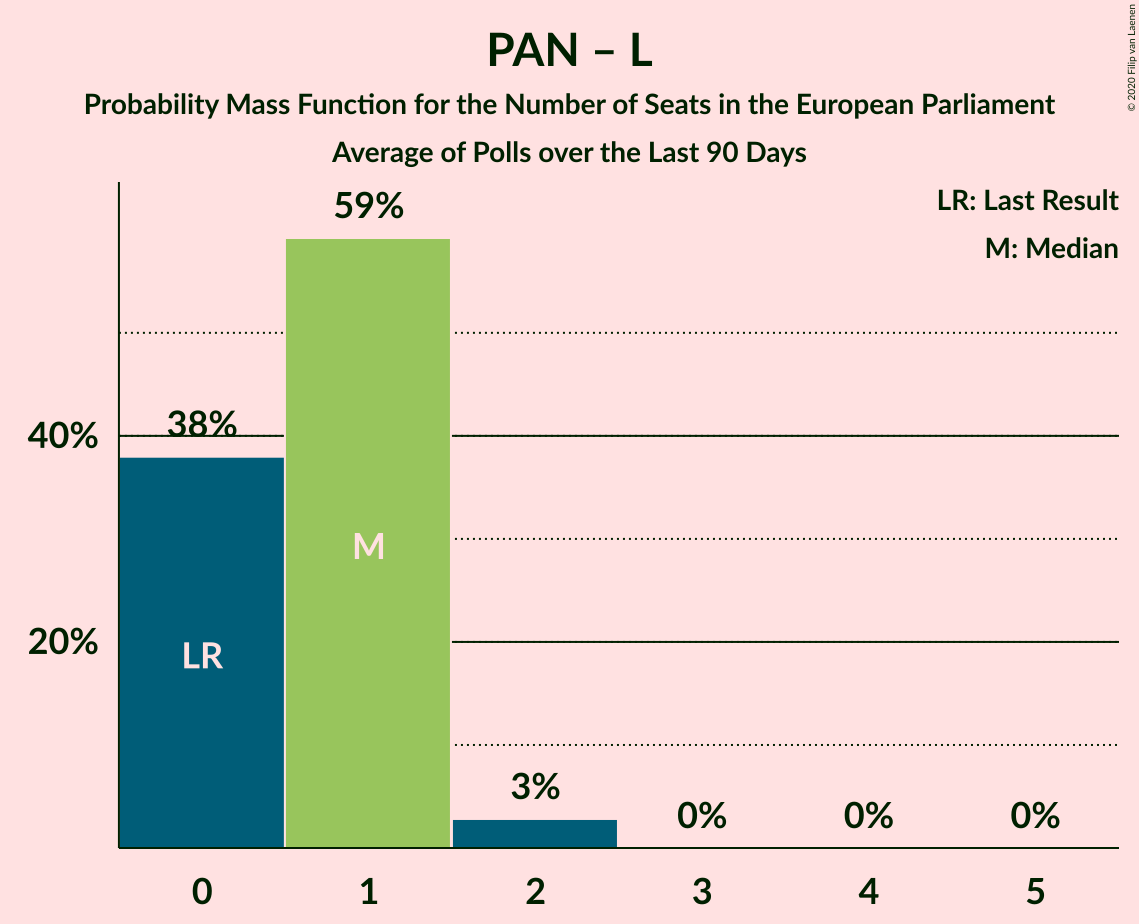 PAN – L
Probability Mass Function for the Number of Seats in the European Parliament
Average of Polls over the Last 90 Days
© 2020 Filip van Laenen
LR: Last Result
M: Median
59%
38%
40%
M
20%
LR
3%
0%
0%
0%
0
1
2
3
4
5